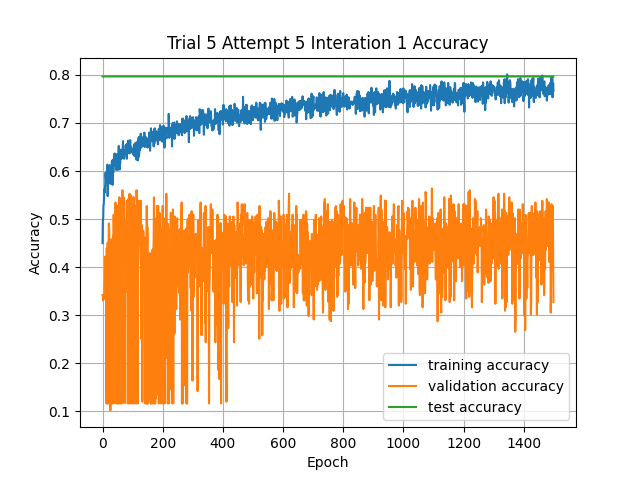 Trial 5 Attempt 5 Interation 1 Accuracy
0.8
0.7
0.6
0.5
0.4
0.3
0.2
0.1
Accuracy
training accuracy
validation accuracy
test accuracy
0 200 400 600 800 1000 1200 1400
Epoch